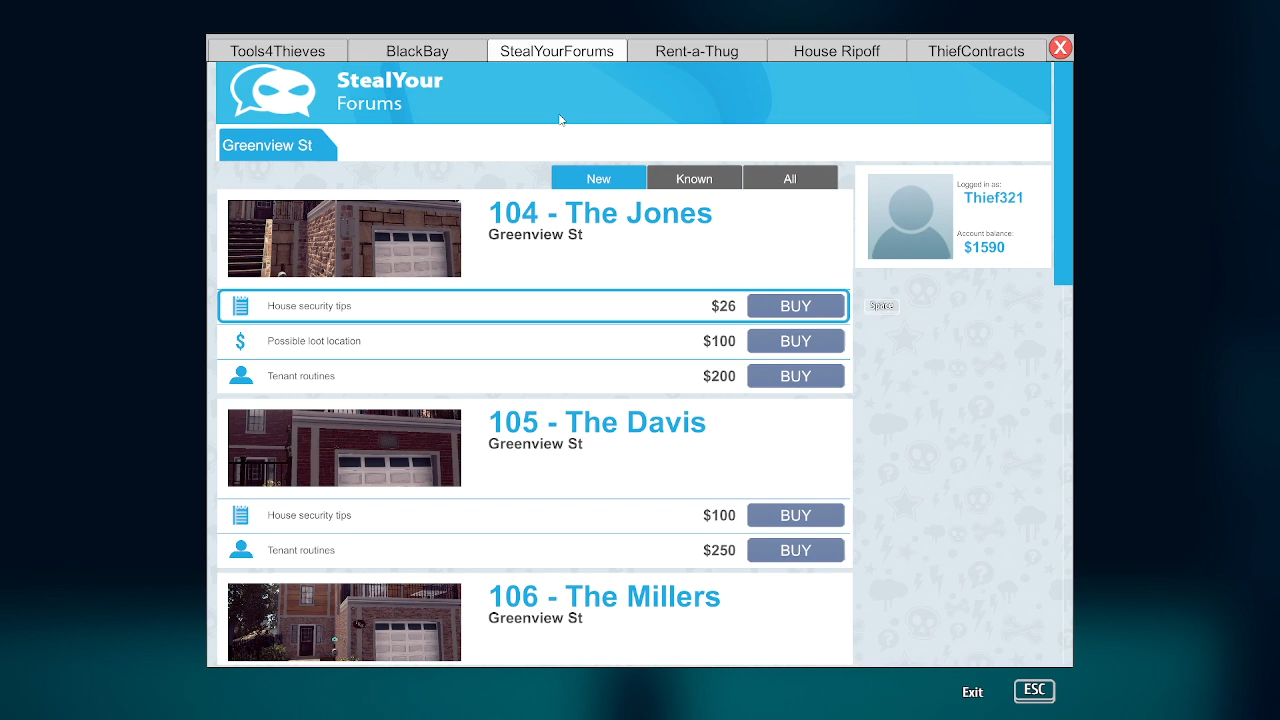 Tools4Thieves BlackBay StealYourForums Rent-a-Thug House Ripoff ThiefContracts X
StealYour
Forums
Greenview St
New Known All
Logged in as:
Thief321
Account balance:
$1590
104 - The Jones
Greenview St
House security tips $26 BUY
Space
Possible loot location $100 BUY
Tenant routines $200 BUY
105 - The Davis
Greenview St
House security tips $100 BUY
Tenant routines $250 BUY
106 - The Millers
Greenview St
Exit ESC